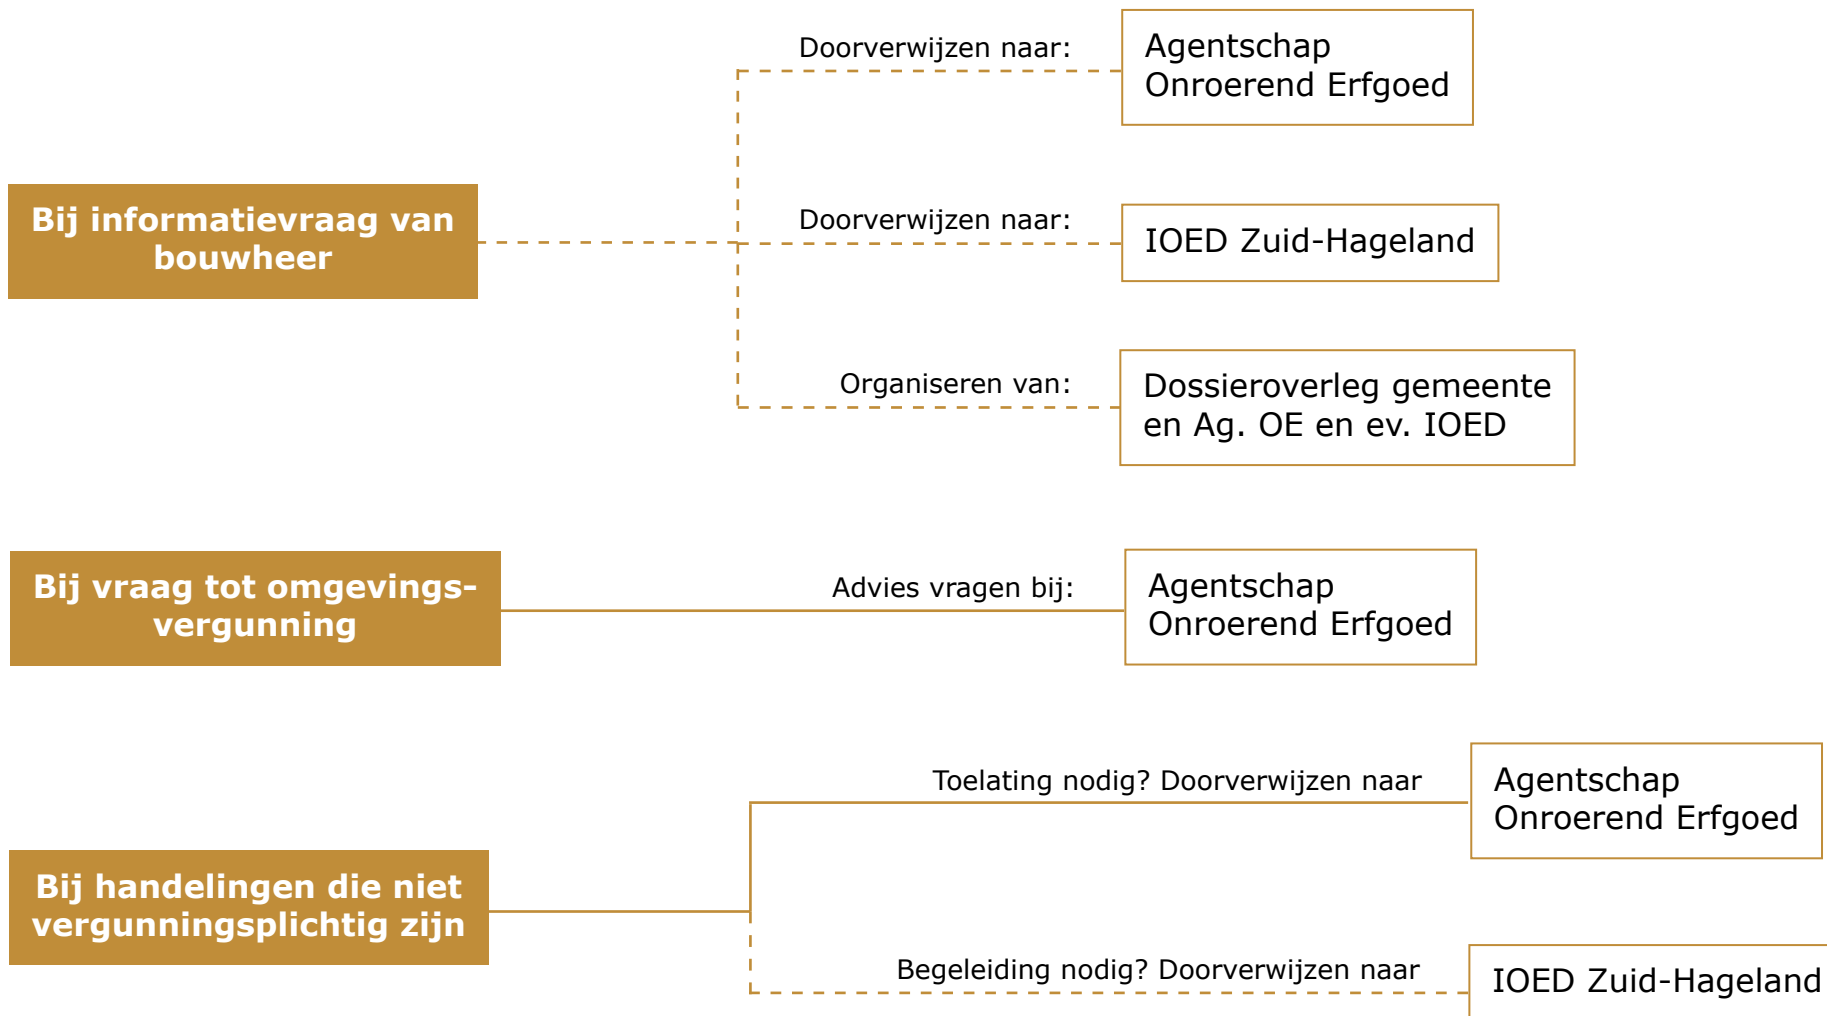 Doorverwijzen naar:
Agentschap
Onroerend Erfgoed
Bij informatievraag van
bouwheer
Doorverwijzen naar:
IOED Zuid-Hageland
Organiseren van:
Dossieroverleg gemeente
en Ag. OE en ev. IOED
Bij vraag tot omgevings-
vergunning
Advies vragen bij:
Agentschap
Onroerend Erfgoed
Bij handelingen die niet
vergunningsplichtig zijn
Toelating nodig? Doorverwijzen naar
Agentschap
Onroerend Erfgoed
Begeleiding nodig? Doorverwijzen naar
IOED Zuid-Hageland